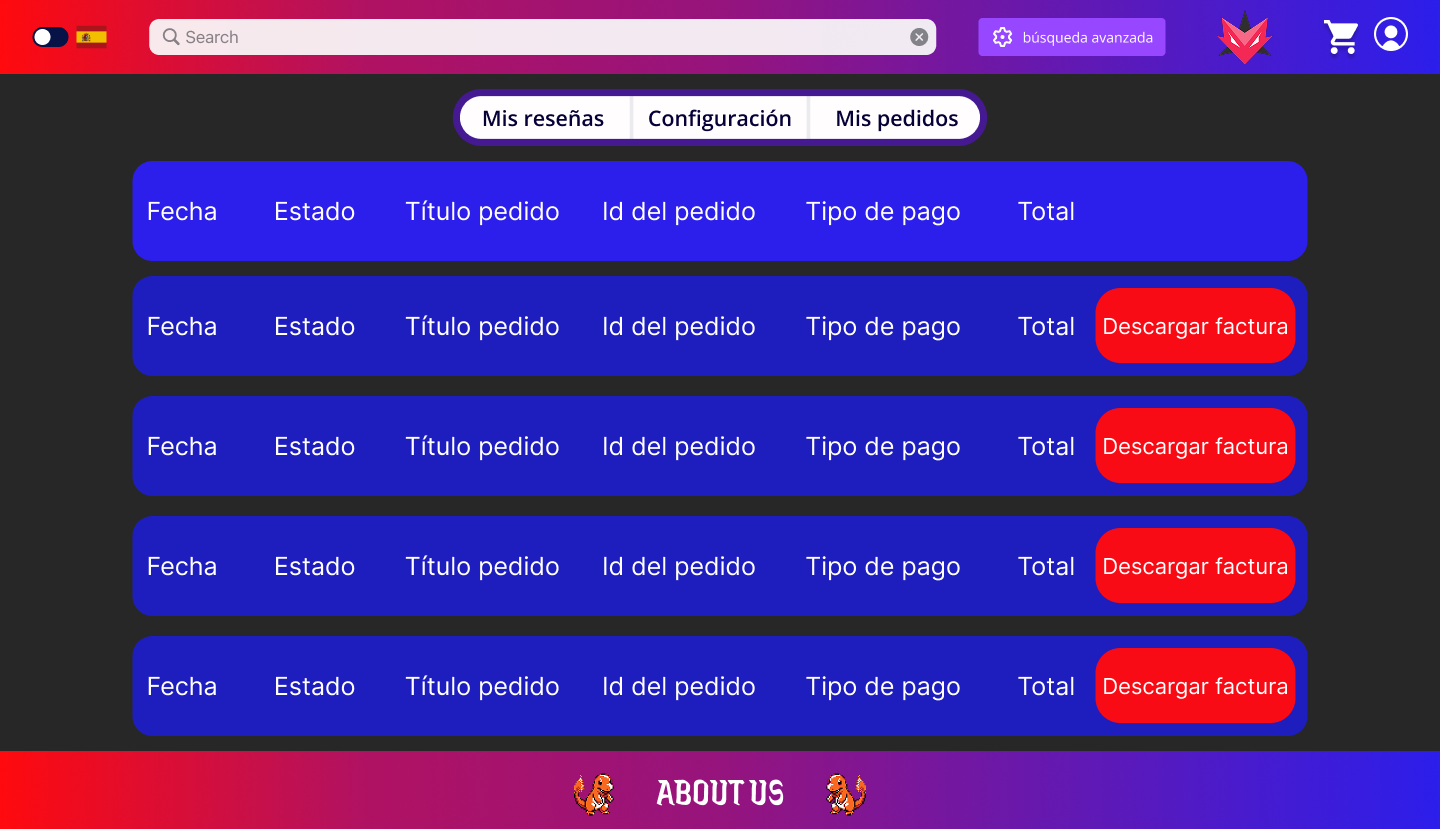 Search
búsqueda avanzada
Mis reseñas Configuración Mis pedidos
Fecha Estado Título pedido Id del pedido Tipo de pago Total
Fecha Estado Título pedido Id del pedido Tipo de pago Total Descargar factura
Fecha Estado Título pedido Id del pedido Tipo de pago Total Descargar factura
Fecha Estado Título pedido Id del pedido Tipo de pago Total Descargar factura
Fecha Estado Título pedido Id del pedido Tipo de pago Total Descargar factura
ABOUT US